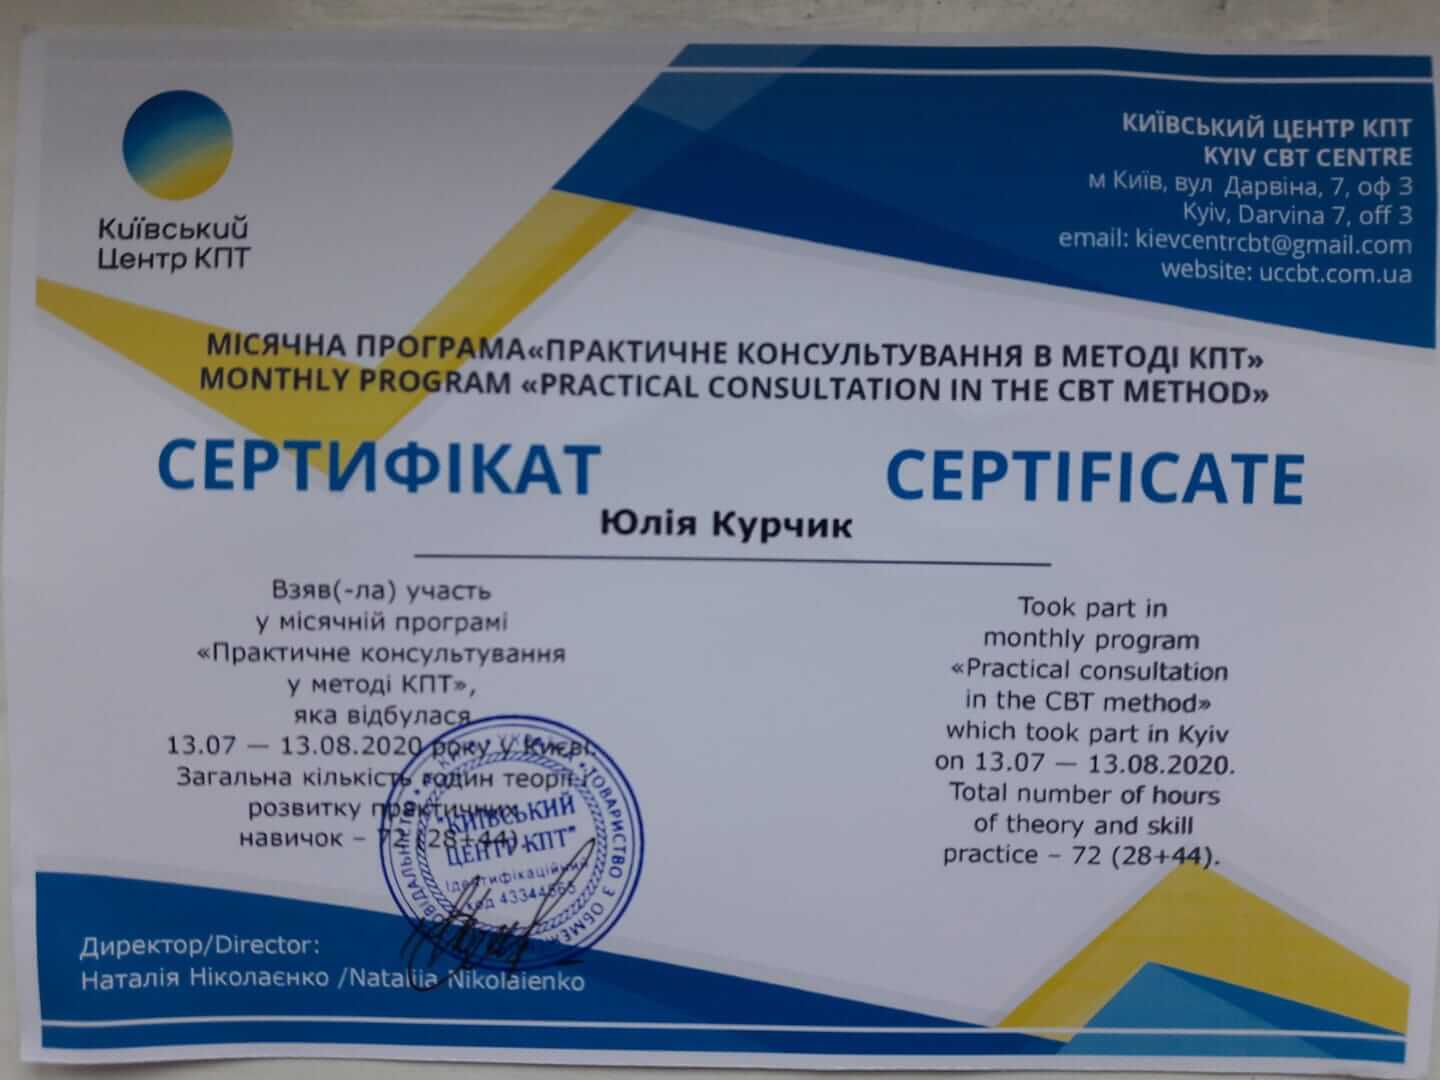 Київський
Центр КПТ
КИЇВСЬКИЙ ЦЕНТР КПТ
KYIV CBT CENTRE
м Київ, вул Дарвіна, 7, оф 3
Kyiv, Darvina 7, off 3
email: kievcentrcbt@gmail.com
website: uccbt.com.ua
МІСЯЧНА ПРОГРАМА«ПРАКТИЧНЕ КОНСУЛЬТУВАННЯ В МЕТОДІ КПТ»
MONTHLY PROGRAM «PRACTICAL CONSULTATION IN THE CBT METHOD»
СЕРТИФІКАТ
CEPTIFICATE
Юлія Курчик
Взяв(-ла) участь
у місячній програмі
«Практичне консультування
у методі КПТ»,
яка відбулася
13.07 — 13.08.2020 року у Києві.
Загальна кількість годин теорії і
розвитку практичних
навичок – 72 (28+44).
Took part in
monthly program
«Practical consultation
in the CBT method»
which took part in Kyiv
on 13.07 — 13.08.2020.
Total number of hours
of theory and skill
practice – 72 (28+44).
УКРАЇНА • ТОВАРИСТВО З
"КИЇВСЬКИЙ
ЦЕНТР КПТ"
Ідентифікаційний
код
Директор/Director:
Наталія Ніколаєнко /Nataliia Nikolaienko